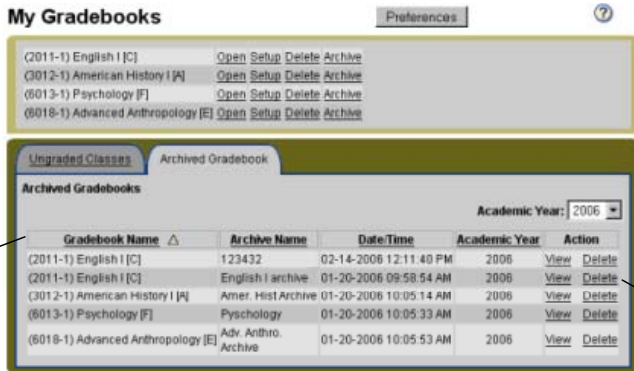 My Gradebooks Preferences ?
(2011-1) English I [C] Open Setup Delete Archive
(3012-1) American History I [A] Open Setup Delete Archive
(6013-1) Psychology [F] Open Setup Delete Archive
(6018-1) Advanced Anthropology [E] Open Setup Delete Archive
Ungraded Classes Archived Gradebook
Archived Gradebooks
Academic Year: 2006
Gradebook Name Archive Name Date/Time Academic Year Action
(2011-1) English I [C] 123432 02-14-2006 12:11:40 PM 2006 View Delete
(2011-1) English I [C] English I archive 01-20-2006 09:58:54 AM 2006 View Delete
(3012-1) American History I [A] Amer. Hist Archive 01-20-2006 10:05:14 AM 2006 View Delete
(6013-1) Psychology [F] Pyschology 01-20-2006 10:05:33 AM 2006 View Delete
(6018-1) Advanced Anthropology [E] Adv. Anthro. Archive 01-20-2006 10:05:53 AM 2006 View Delete